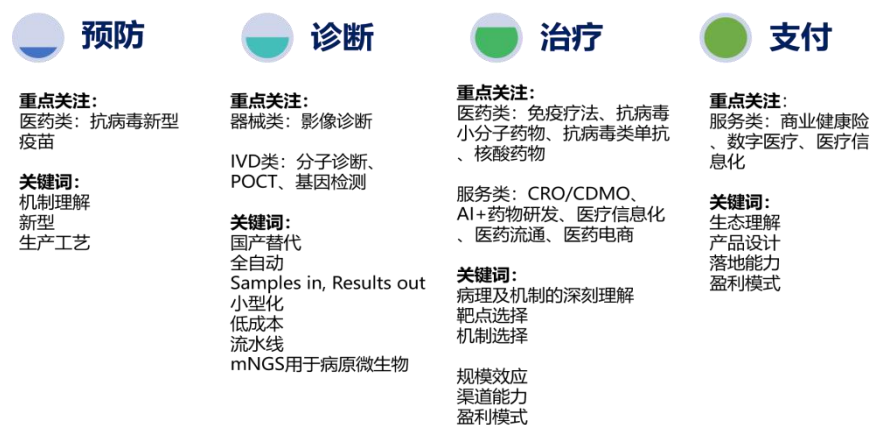 预防
重点关注：
医药类：抗病毒新型
疫苗
关键词：
机制理解
新型
生产工艺
诊断
重点关注：
器械类：影像诊断
IVD类：分子诊断、
POCT、基因检测
关键词：
国产替代
全自动
Samples in, Results out
小型化
低成本
流水线
mNGS用于病原微生物
治疗
重点关注：
医药类：免疫疗法、抗病毒
小分子药物、抗病毒类单抗
、核酸药物
服务类：CRO/CDMO、
AI+药物研发、医疗信息化
、医药流通、医药电商
关键词：
病理及机制的深刻理解
靶点选择
机制选择
规模效应
渠道能力
盈利模式
支付
重点关注：
服务类：商业健康险
、数字医疗、医疗信
息化
关键词：
生态理解
产品设计
落地能力
盈利模式